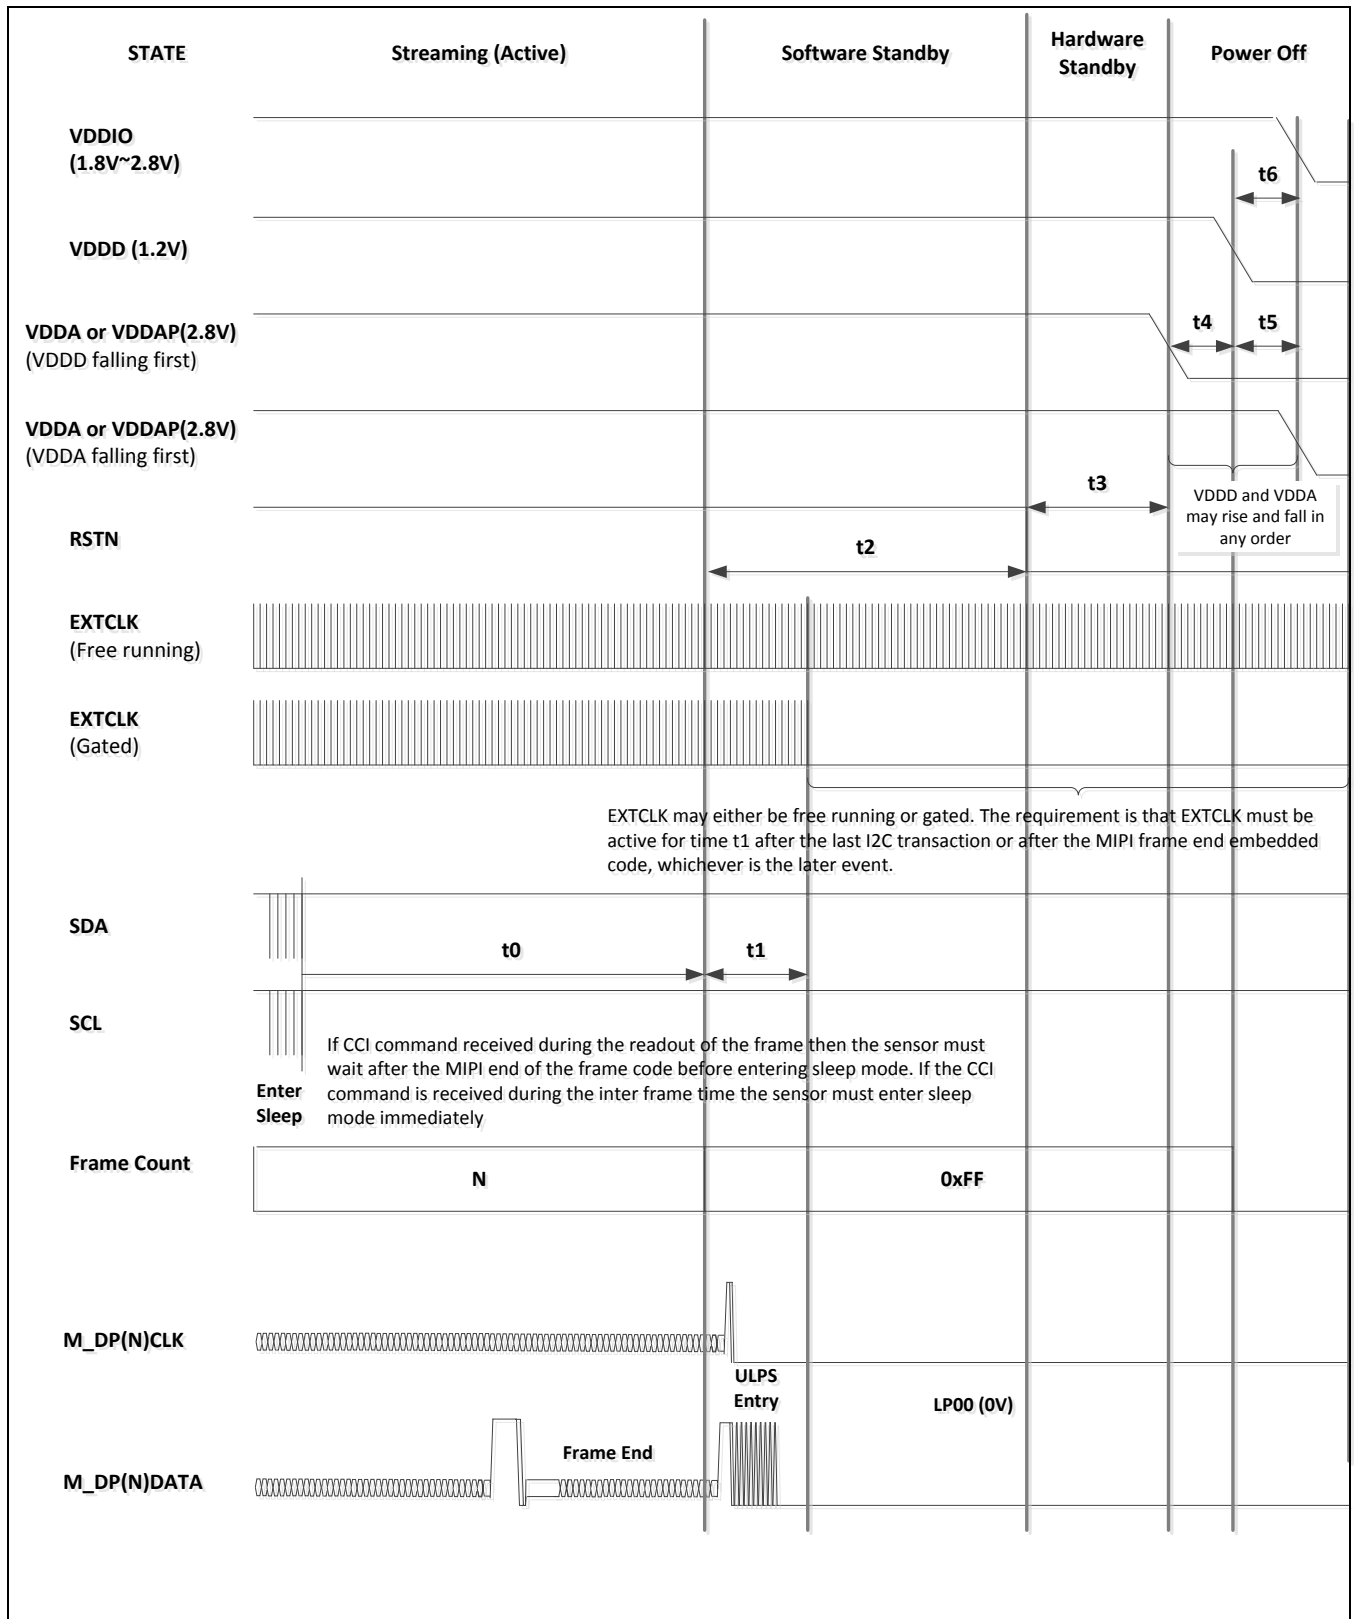 STATE
Streaming (Active)
Software Standby
Hardware
Standby
Power Off
VDDIO
(1.8V~2.8V)
t6
VDDD (1.2V)
VDDA or VDDAP(2.8V)
(VDDD falling first)
t4
t5
VDDA or VDDAP(2.8V)
(VDDA falling first)
t3
VDDD and VDDA
may rise and fall in
any order
RSTN
t2
EXTCLK
(Free running)
EXTCLK
(Gated)
EXTCLK may either be free running or gated. The requirement is that EXTCLK must be
active for time t1 after the last I2C transaction or after the MIPI frame end embedded
code, whichever is the later event.
SDA
t0
t1
SCL
If CCI command received during the readout of the frame then the sensor must
wait after the MIPI end of the frame code before entering sleep mode. If the CCI
command is received during the inter frame time the sensor must enter sleep
mode immediately
Enter
Sleep
Frame Count
N
0xFF
M_DP(N)CLK
ULPS
Entry
LP00 (0V)
Frame End
M_DP(N)DATA